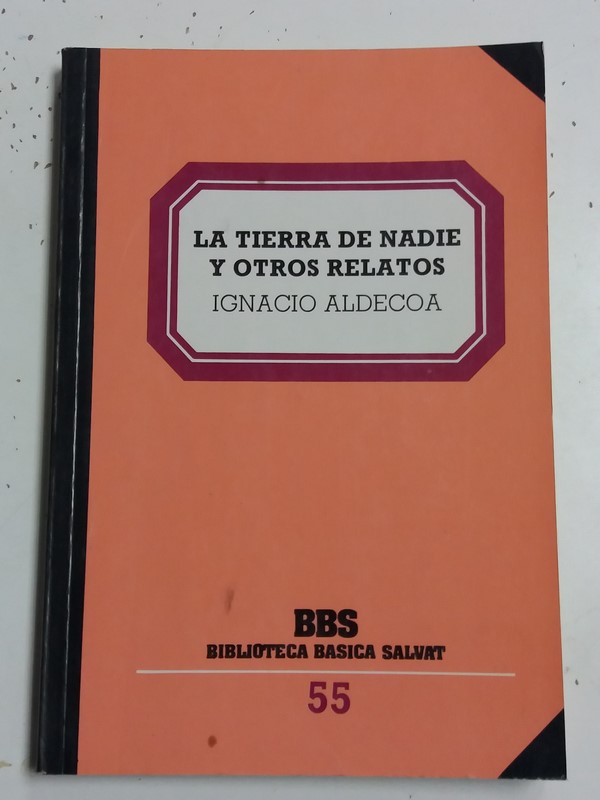 LA TIERRA DE NADIE
Y OTROS RELATOS
IGNACIO ALDECOA
BBS
BIBLIOTECA BASICA SALVAT
55